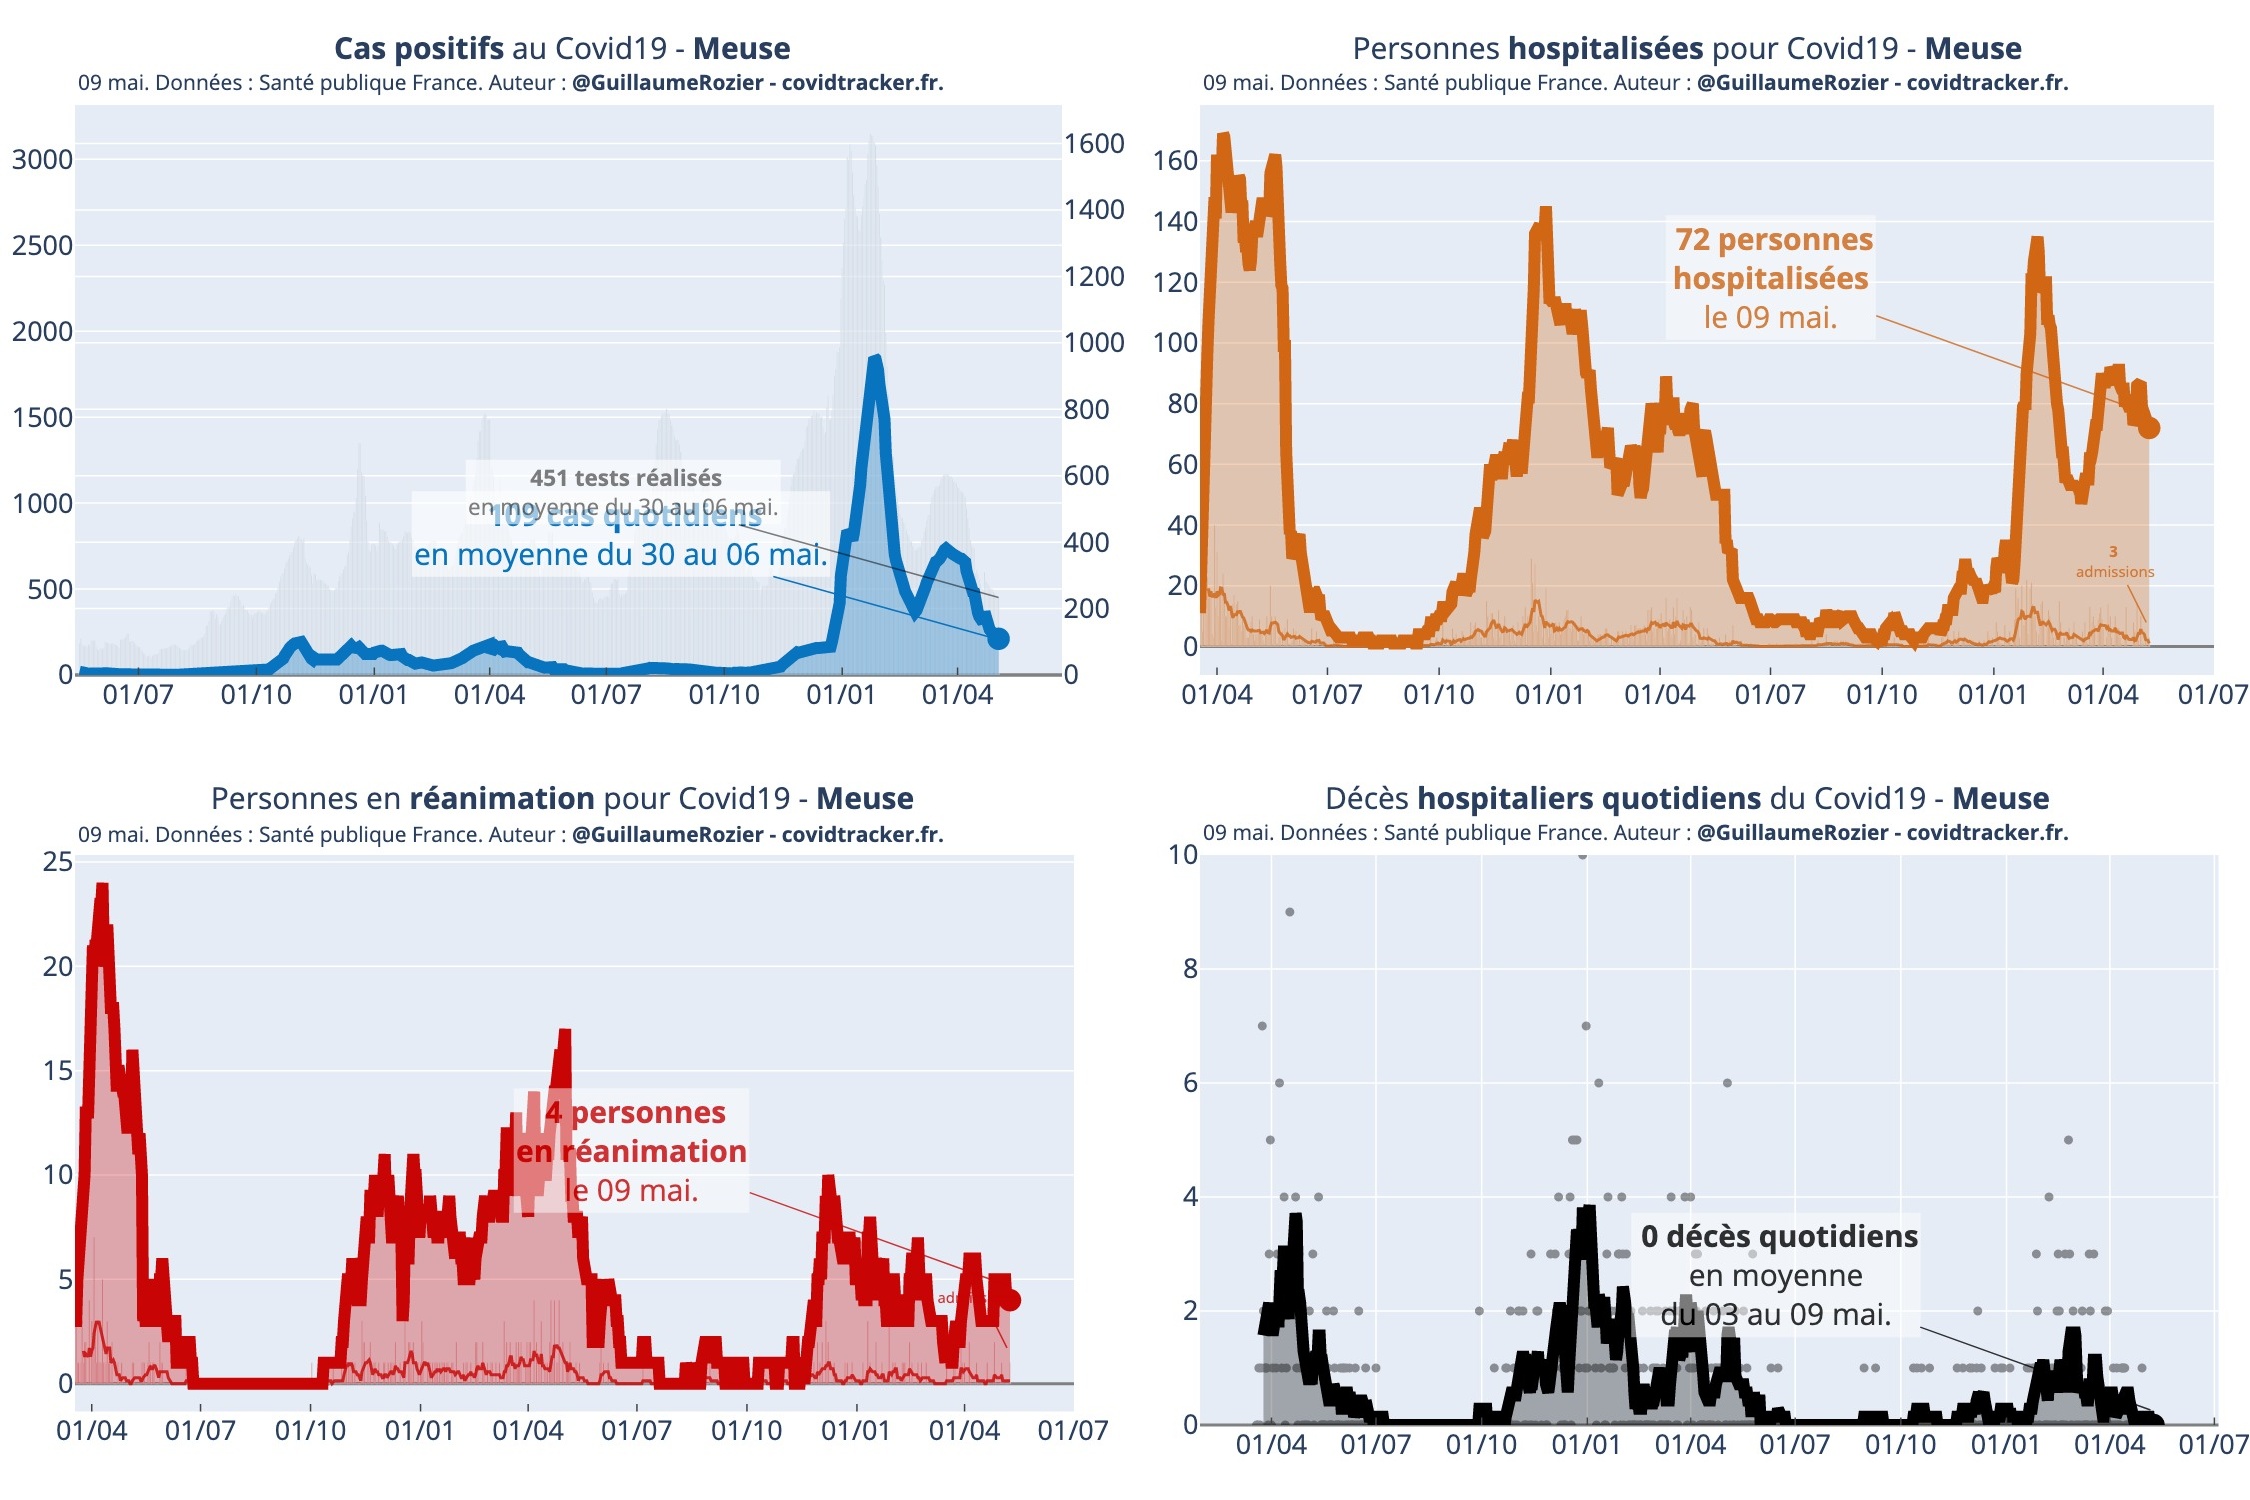 Cas positifs au Covid19 - Meuse
09 mai. Données : Santé publique France. Auteur : @GuillaumeRozier - covidtracker.fr.
3000
2500
2000
1500
1000
500
0
1600
1400
1200
1000
800
600
400
200
0
451 tests réalisés
en moyenne du 30 au 06 mai.
109 cas quotidiens
en moyenne du 30 au 06 mai.
01/07 01/10 01/01 01/04 01/07 01/10 01/01 01/04
Personnes hospitalisées pour Covid19 - Meuse
09 mai. Données : Santé publique France. Auteur : @GuillaumeRozier - covidtracker.fr.
160
140
120
100
80
60
40
20
0
72 personnes
hospitalisées
le 09 mai.
3
admissions
01/04 01/07 01/10 01/01 01/04 01/07 01/10 01/01 01/04 01/07
Personnes en réanimation pour Covid19 - Meuse
09 mai. Données : Santé publique France. Auteur : @GuillaumeRozier - covidtracker.fr.
25
20
15
10
5
0
4 personnes
en réanimation
le 09 mai.
01/04 01/07 01/10 01/01 01/04 01/07 01/10 01/01 01/04 01/07
Décès hospitaliers quotidiens du Covid19 - Meuse
09 mai. Données : Santé publique France. Auteur : @GuillaumeRozier - covidtracker.fr.
10
8
6
4
2
0
0 décès quotidiens
en moyenne
du 03 au 09 mai.
01/04 01/07 01/10 01/01 01/04 01/07 01/10 01/01 01/04 01/07